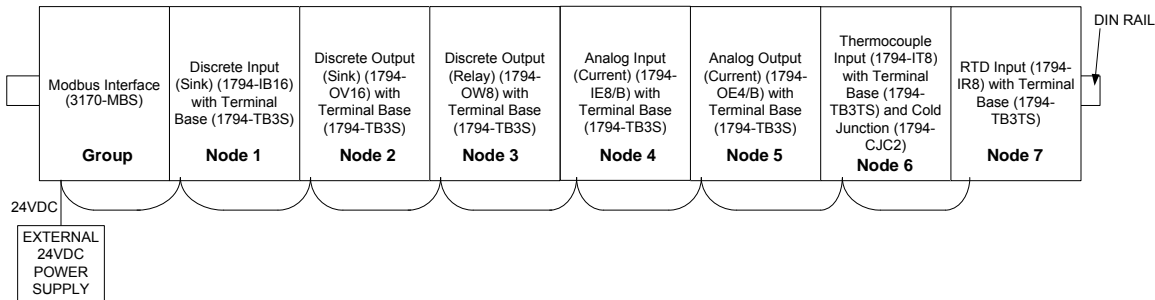 DIN RAIL
Modbus Interface
(3170-MBS)
Group
Discrete Input
(Sink) (1794-
IB16)
with Terminal
Base (1794-
TB3S)
Node 1
Discrete Output
(Sink) (1794-
OV16) with
Terminal Base
(1794-TB3S)
Node 2
Discrete Output
(Relay) (1794-
OW8) with
Terminal Base
(1794-TB3S)
Node 3
Analog Input
(Current) (1794-
IE8/B) with
Terminal Base
(1794-TB3S)
Node 4
Analog Output
(Current) (1794-
OE4/B) with
Terminal Base
(1794-TB3S)
Node 5
Thermocouple
Input (1794-IT8)
with Terminal
Base (1794-
TB3TS) and Cold
Junction (1794-
CJC2)
Node 6
RTD Input (1794-
IR8) with Terminal
Base (1794-
TB3TS)
Node 7
24VDC
EXTERNAL
24VDC
POWER
SUPPLY